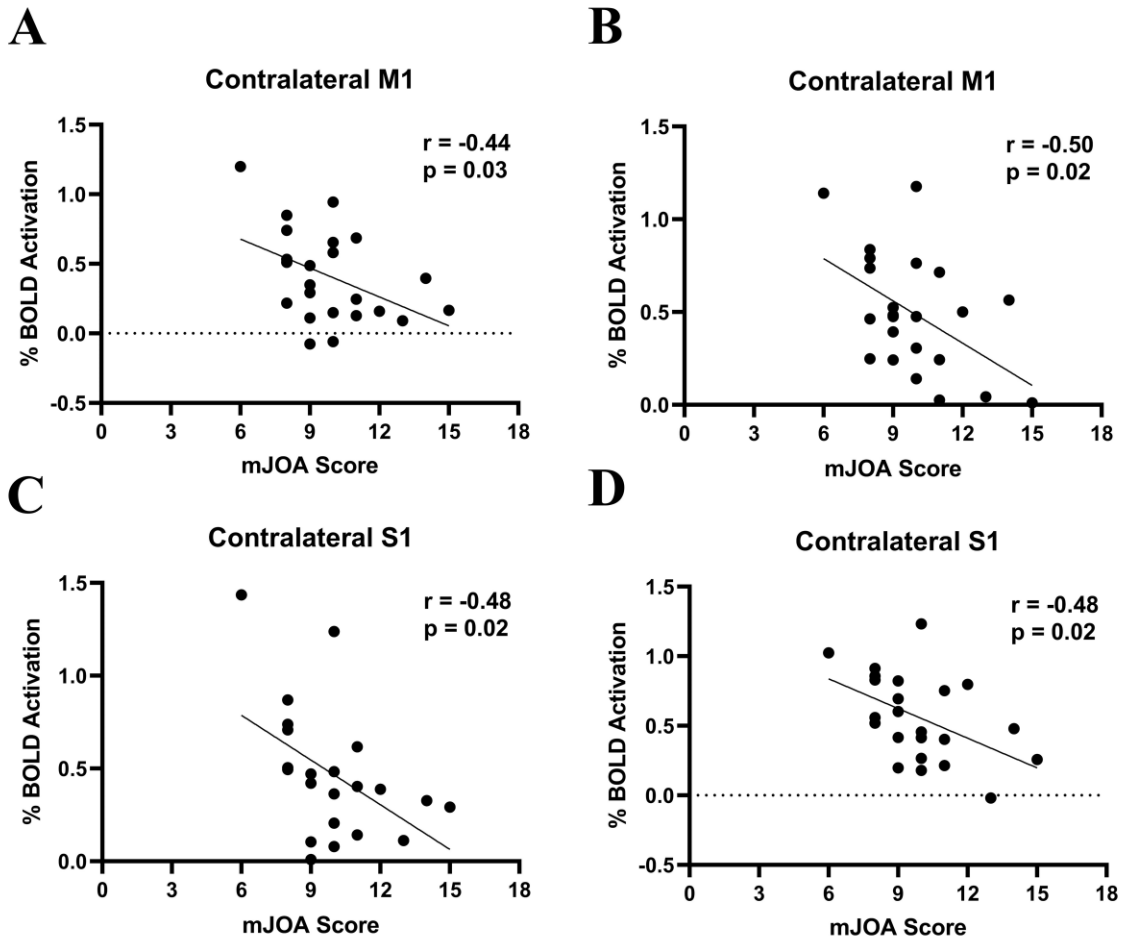 A
Contralateral M1
r = -0.44
p = 0.03
% BOLD Activation
1.5
1.0
0.5
0.0
-0.5
0 3 6 9 12 15 18
mJOA Score
B
Contralateral M1
r = -0.50
p = 0.02
% BOLD Activation
1.5
1.0
0.5
0.0
0 3 6 9 12 15 18
mJOA Score
C
Contralateral S1
r = -0.48
p = 0.02
% BOLD Activation
1.5
1.0
0.5
0.0
0 3 6 9 12 15 18
mJOA Score
D
Contralateral S1
r = -0.48
p = 0.02
% BOLD Activation
1.5
1.0
0.5
0.0
-0.5
0 3 6 9 12 15 18
mJOA Score